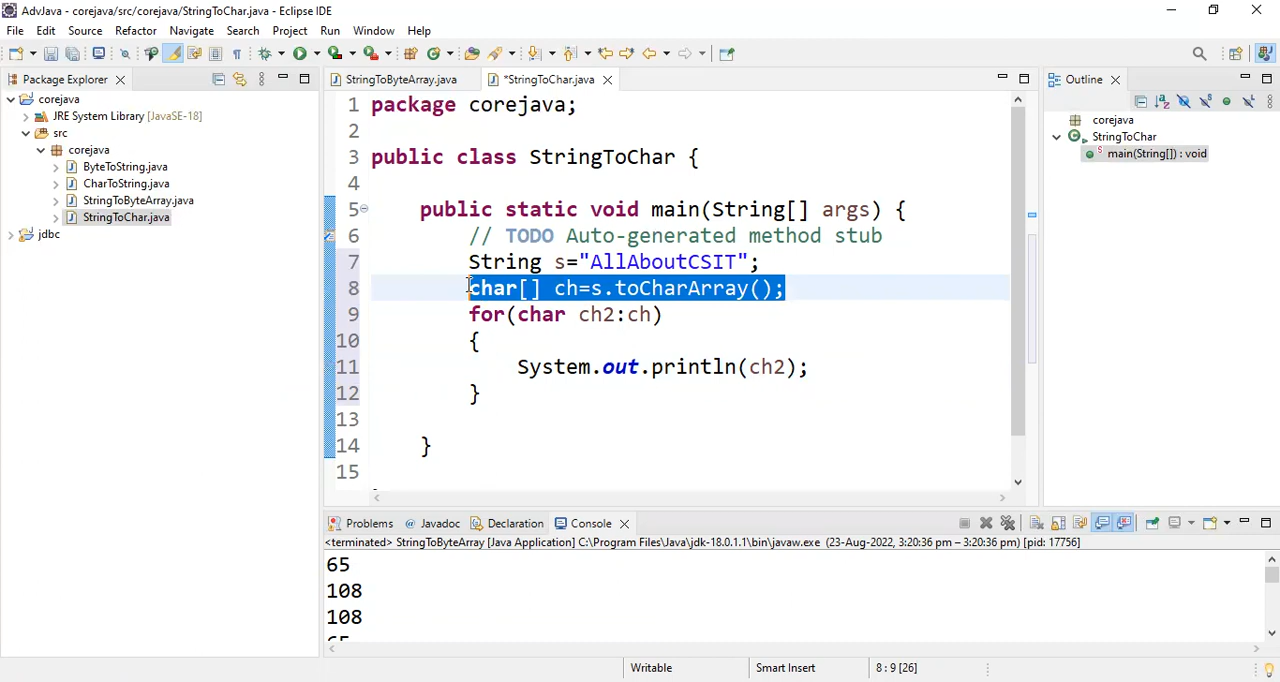 AdvJava - corejava/src/corejava/StringToChar.java - Eclipse IDE
File Edit Source Refactor Navigate Search Project Run Window Help
Package Explorer
corejava
JRE System Library [JavaSE-18]
src
corejava
ByteToString.java
CharToString.java
StringToByteArray.java
StringToChar.java
jdbc
StringToByteArray.java *StringToChar.java
1 package corejava;
2
3 public class StringToChar {
4
5 public static void main(String[] args) {
6 // TODO Auto-generated method stub
7 String s="AllAboutCSIT";
8 char[] ch=s.toCharArray();
9 for(char ch2:ch)
10 {
11 System.out.println(ch2);
12 }
13
14 }
15
Outline
corejava
StringToChar
main(String[]) : void
Problems @ Javadoc Declaration Console
<terminated> StringToByteArray [Java Application] C:\Program Files\Java\jdk-18.0.1.1\bin\javaw.exe (23-Aug-2022, 3:20:36 pm – 3:20:36 pm) [pid: 17756]
65
108
108
65
Writable Smart Insert 8 : 9 [26]